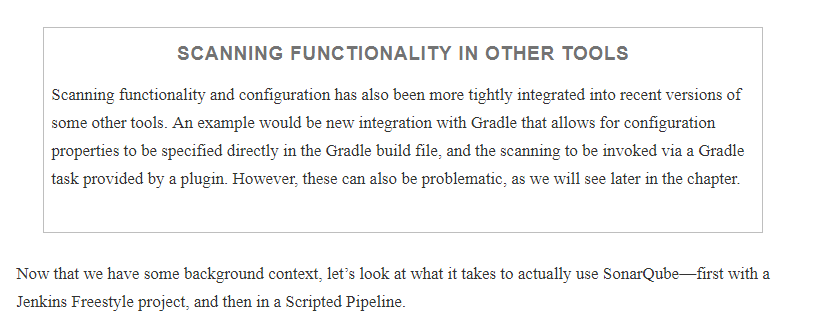 SCANNING FUNCTIONALITY IN OTHER TOOLS
Scanning functionality and configuration has also been more tightly integrated into recent versions of
some other tools. An example would be new integration with Gradle that allows for configuration
properties to be specified directly in the Gradle build file, and the scanning to be invoked via a Gradle
task provided by a plugin. However, these can also be problematic, as we will see later in the chapter.
Now that we have some background context, let’s look at what it takes to actually use SonarQube—first with a
Jenkins Freestyle project, and then in a Scripted Pipeline.